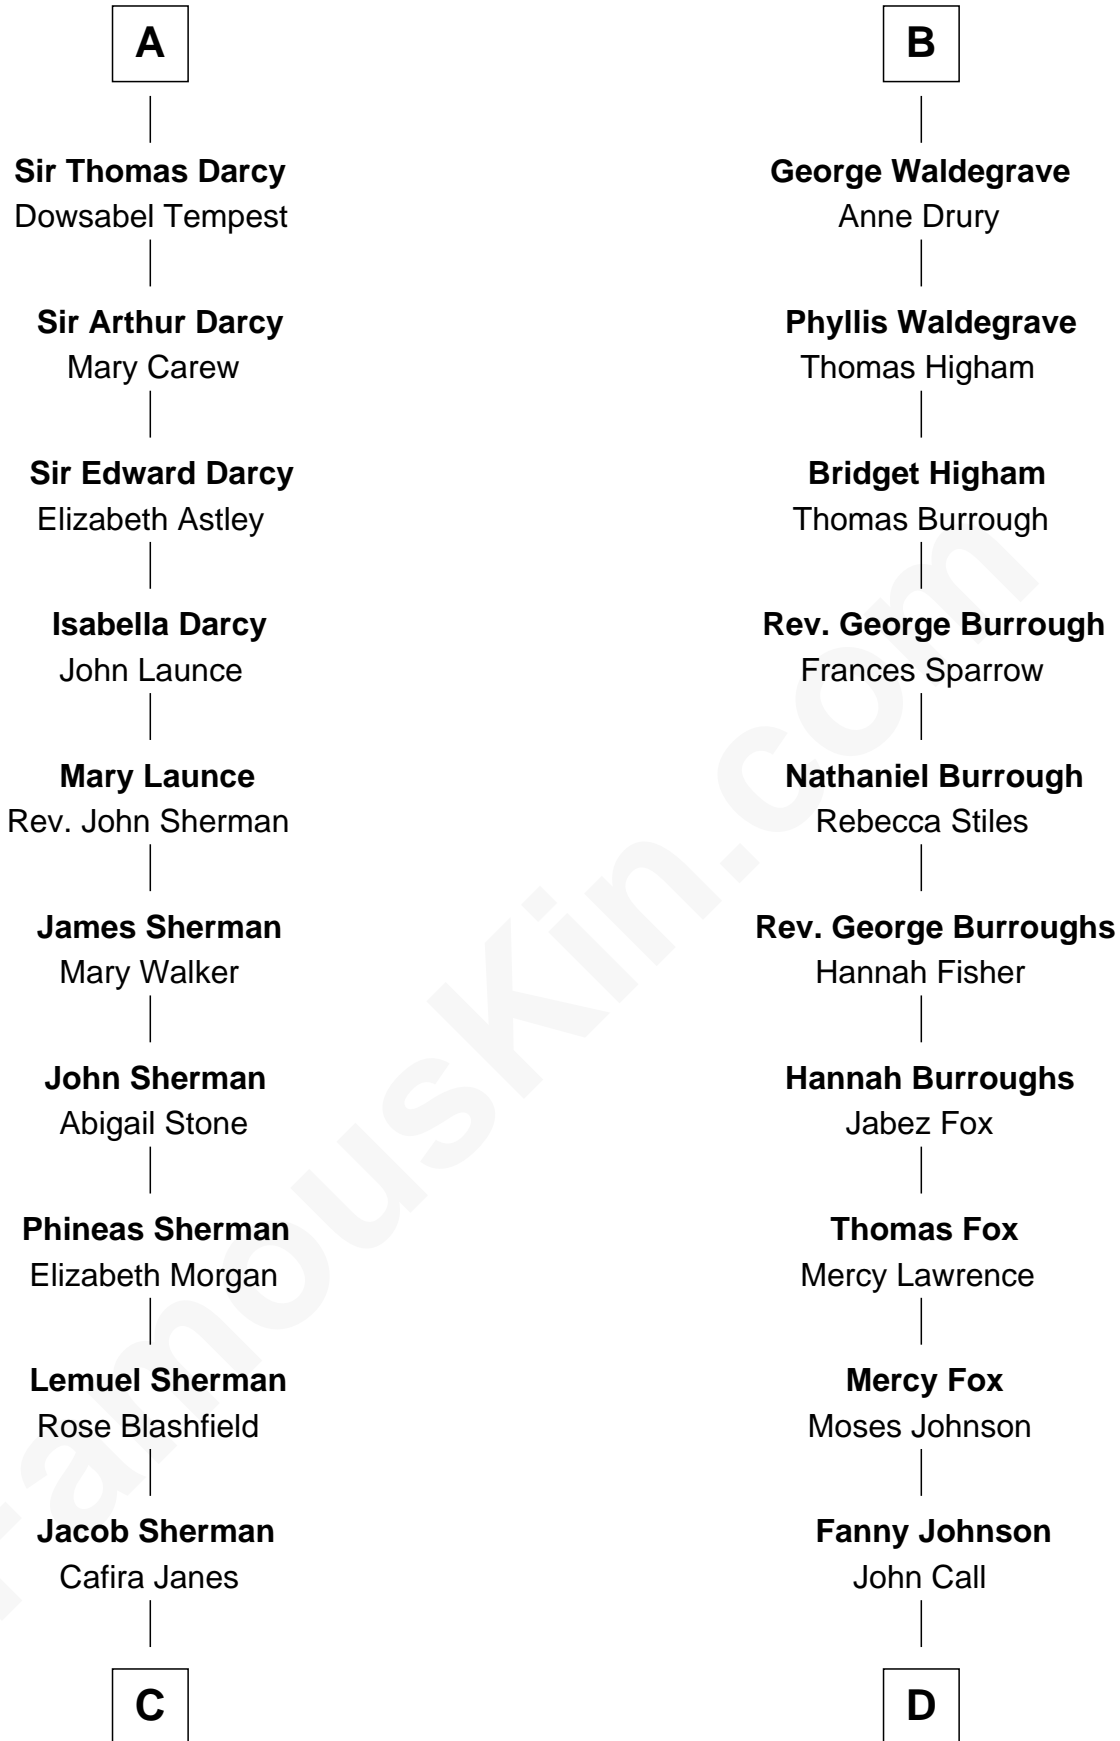 A
Sir Thomas Darcy
Dowsabel Tempest
Sir Arthur Darcy
Mary Carew
Sir Edward Darcy
Elizabeth Astley
Isabella Darcy
John Launce
Mary Launce
Rev. John Sherman
James Sherman
Mary Walker
John Sherman
Abigail Stone
Phineas Sherman
Elizabeth Morgan
Lemuel Sherman
Rose Blashfield
Jacob Sherman
Cafira Janes
C
B
George Waldegrave
Anne Drury
Phyllis Waldegrave
Thomas Higham
Bridget Higham
Thomas Burrough
Rev. George Burrough
Frances Sparrow
Nathaniel Burrough
Rebecca Stiles
Rev. George Burroughs
Hannah Fisher
Hannah Burroughs
Jabez Fox
Thomas Fox
Mercy Lawrence
Mercy Fox
Moses Johnson
Fanny Johnson
John Call
D
FamousKin.com